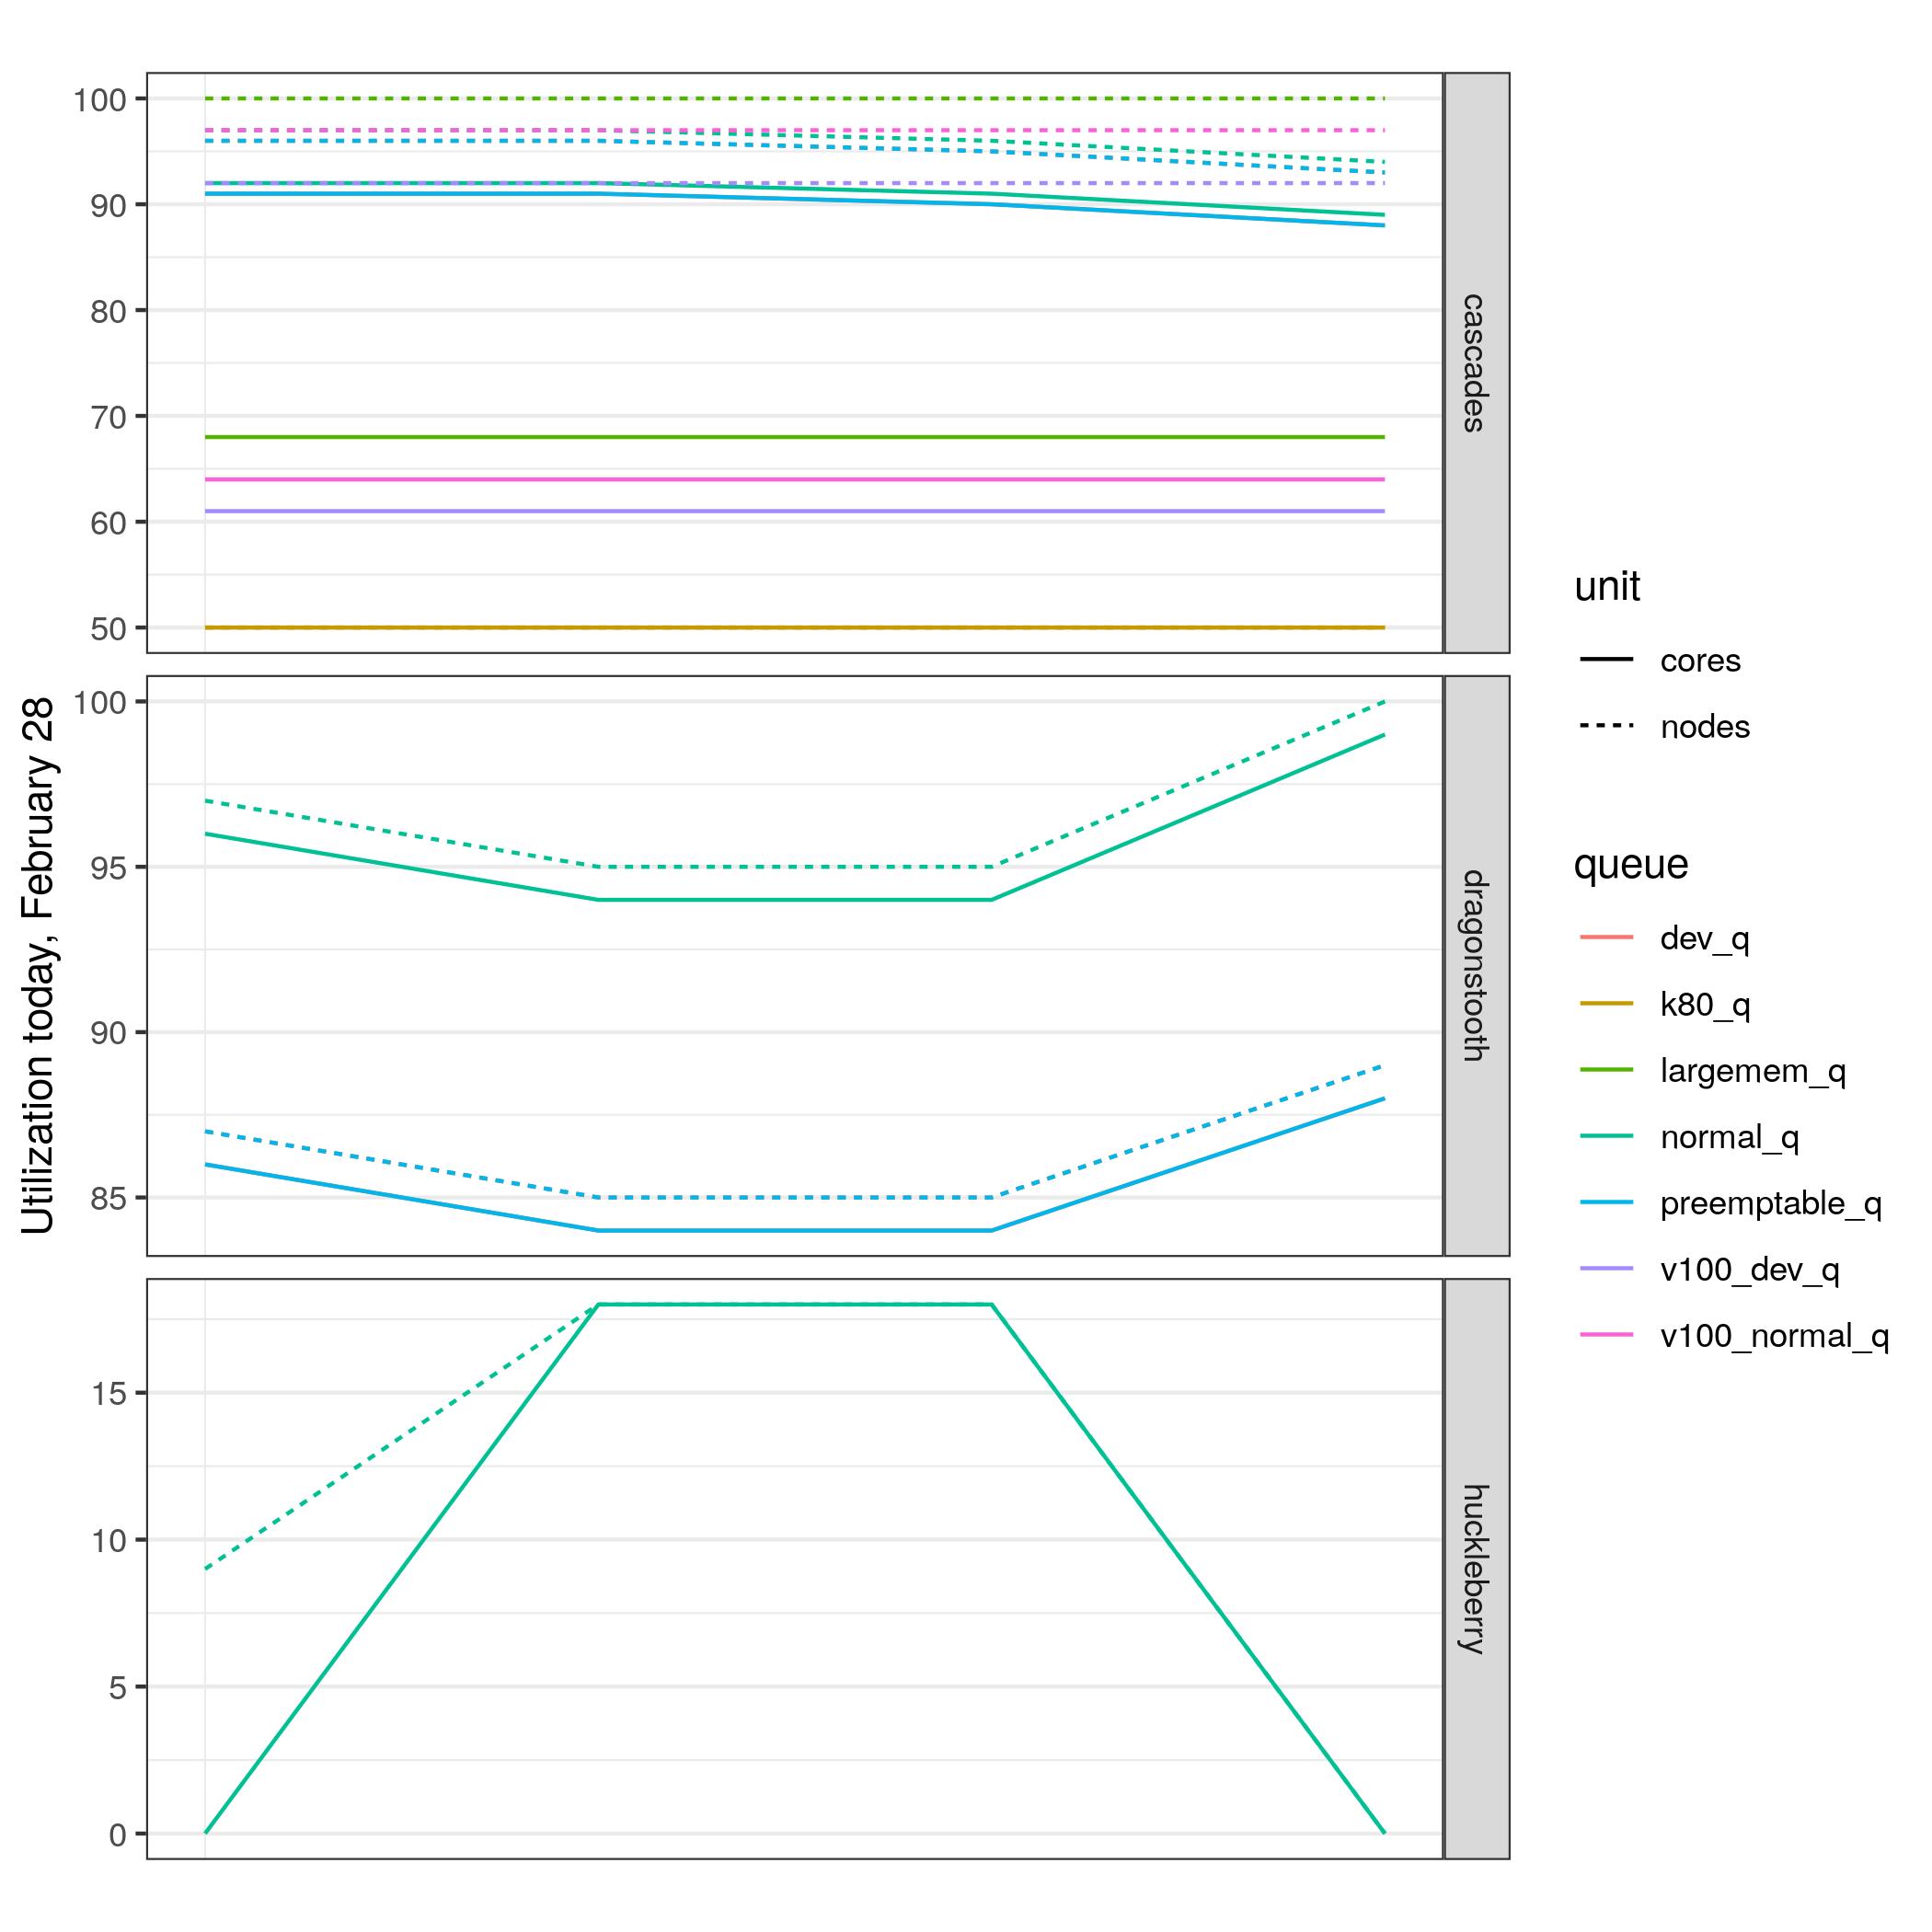 Utilization today, February 28
100
90
80
70
60
50
cascades
100
95
90
85
dragonstooth
15
10
5
0
huckleberry
unit
cores
nodes
queue
dev_q
k80_q
largemem_q
normal_q
preemptable_q
v100_dev_q
v100_normal_q